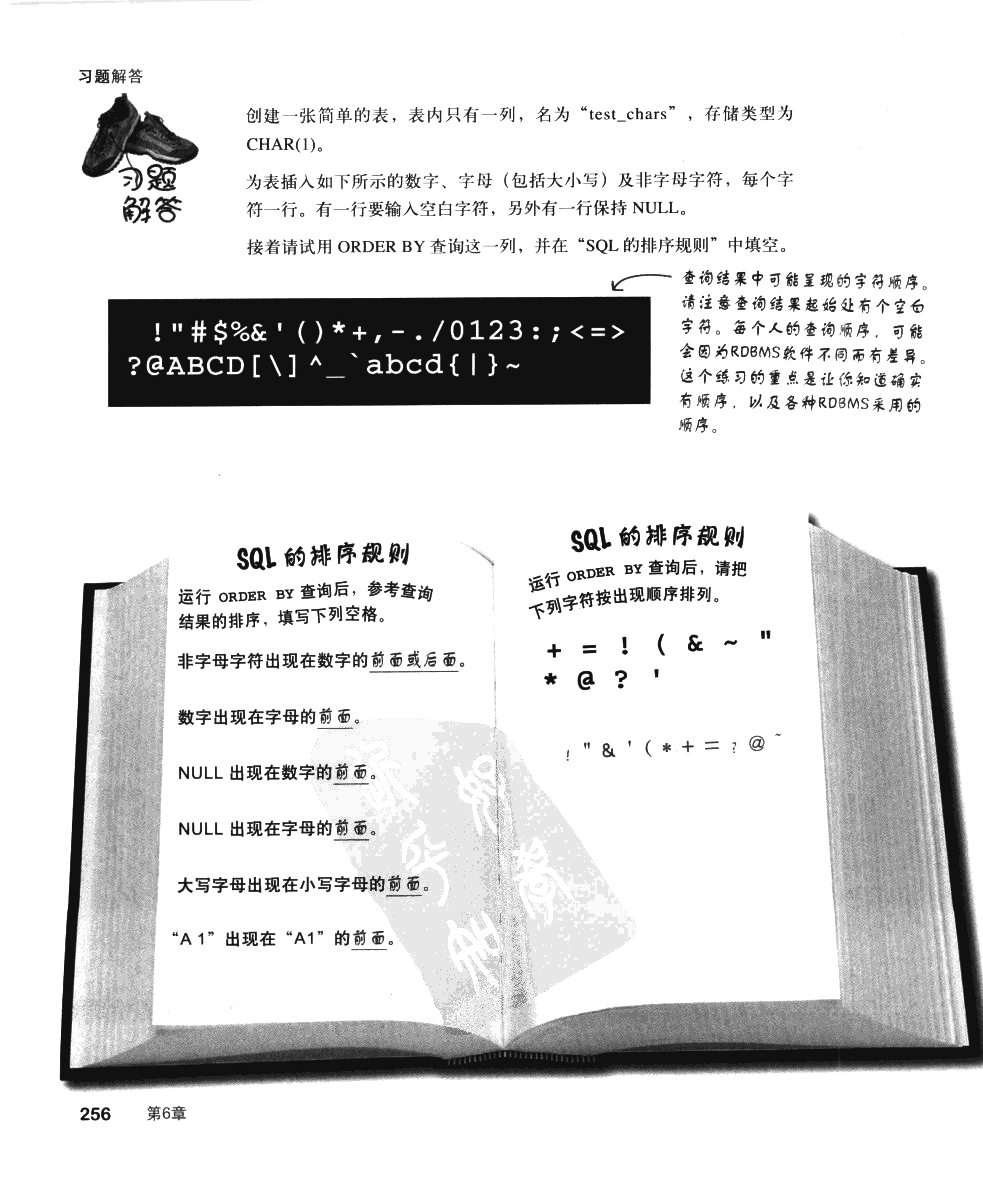 习题解答
习题
解答
创建一张简单的表，表内只有一列，名为“test_chars”，存储类型为
CHAR(1)。
为表插入如下所示的数字、字母（包括大小写）及非字母字符，每个字
符一行。有一行要输入空白字符，另外有一行保持 NULL。
接着请试用 ORDER BY 查询这一列，并在“SQL 的排序规则”中填空。
查询结果中可能呈现的字符顺序。
请注意查询结果起始处有个空白
字符。每个人的查询顺序，可能
会因为RDBMS软件不同而有差异。
这个练习的重点是让你知道确实
有顺序，以及各种RDBMS采用的
顺序。
!"#$%&'()*+,-./0123:;<=>
?@ABCD[\]^_`abcd{|}~
SQL 的排序规则
运行 ORDER BY 查询后，参考查询
结果的排序，填写下列空格。
非字母字符出现在数字的前面或后面。
数字出现在字母的前面。
NULL 出现在数字的前面。
NULL 出现在字母的前面。
大写字母出现在小写字母的前面。
“A 1”出现在“A1”的前面。
SQL 的排序规则
运行 ORDER BY 查询后，请把
下列字符按出现顺序排列。
+ = ! ( & ~ "
* @ ? '
! " & ' ( * + = ? @ ~
256 第6章